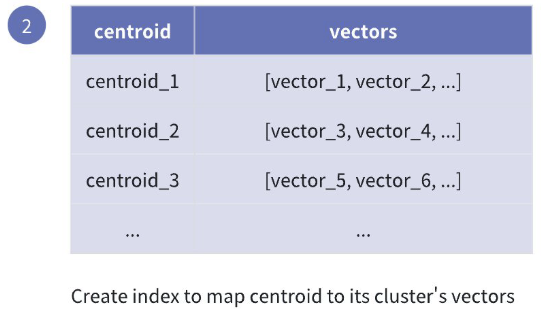 2
centroid vectors
centroid_1 [vector_1, vector_2, ...]
centroid_2 [vector_3, vector_4, ...]
centroid_3 [vector_5, vector_6, ...]
... ...
Create index to map centroid to its cluster's vectors